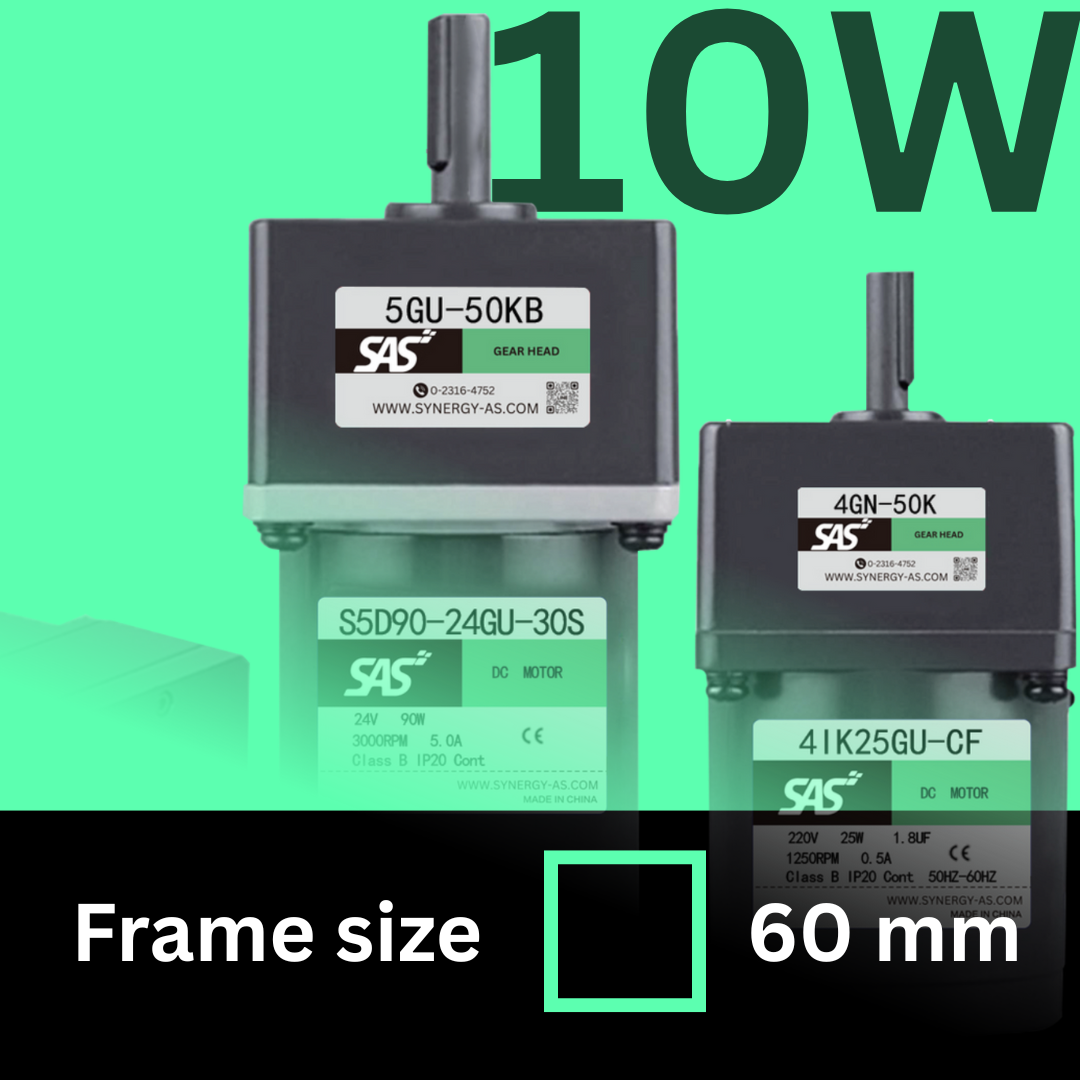 10W
5GU-50KB
SAS
GEAR HEAD
0-2316-4752
WWW.SYNERGY-AS.COM
S5D90-24GU-30S
SAS
DC MOTOR
24V 90W
3000RPM 5.0A
CE
Class B IP20 Cont
WWW.SYNERGY-AS.COM
MADE IN CHINA
4GN-50K
SAS
GEAR HEAD
0-2316-4752
WWW.SYNERGY-AS.COM
4IK25GU-CF
SAS
DC MOTOR
220V 25W 1.8UF
1250RPM 0.5A
CE
Class B IP20 Cont 50HZ-60HZ
WWW.SYNERGY-AS.COM
MADE IN CHINA
Frame size 60 mm